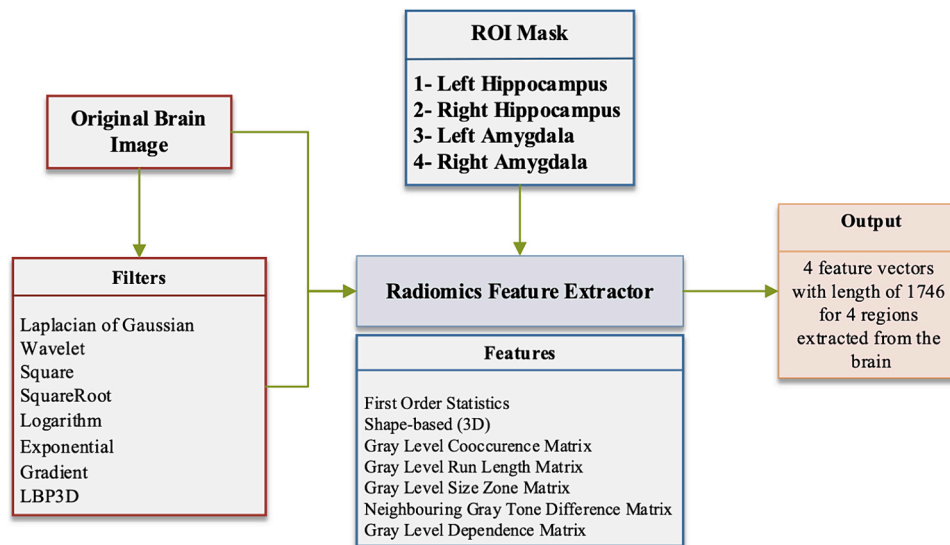 Original Brain
Image
ROI Mask
1- Left Hippocampus
2- Right Hippocampus
3- Left Amygdala
4- Right Amygdala
Filters
Laplacian of Gaussian
Wavelet
Square
SquareRoot
Logarithm
Exponential
Gradient
LBP3D
Radiomics Feature Extractor
Features
First Order Statistics
Shape-based (3D)
Gray Level Cooccurence Matrix
Gray Level Run Length Matrix
Gray Level Size Zone Matrix
Neighbouring Gray Tone Difference Matrix
Gray Level Dependence Matrix
Output
4 feature vectors
with length of 1746
for 4 regions
extracted from the
brain